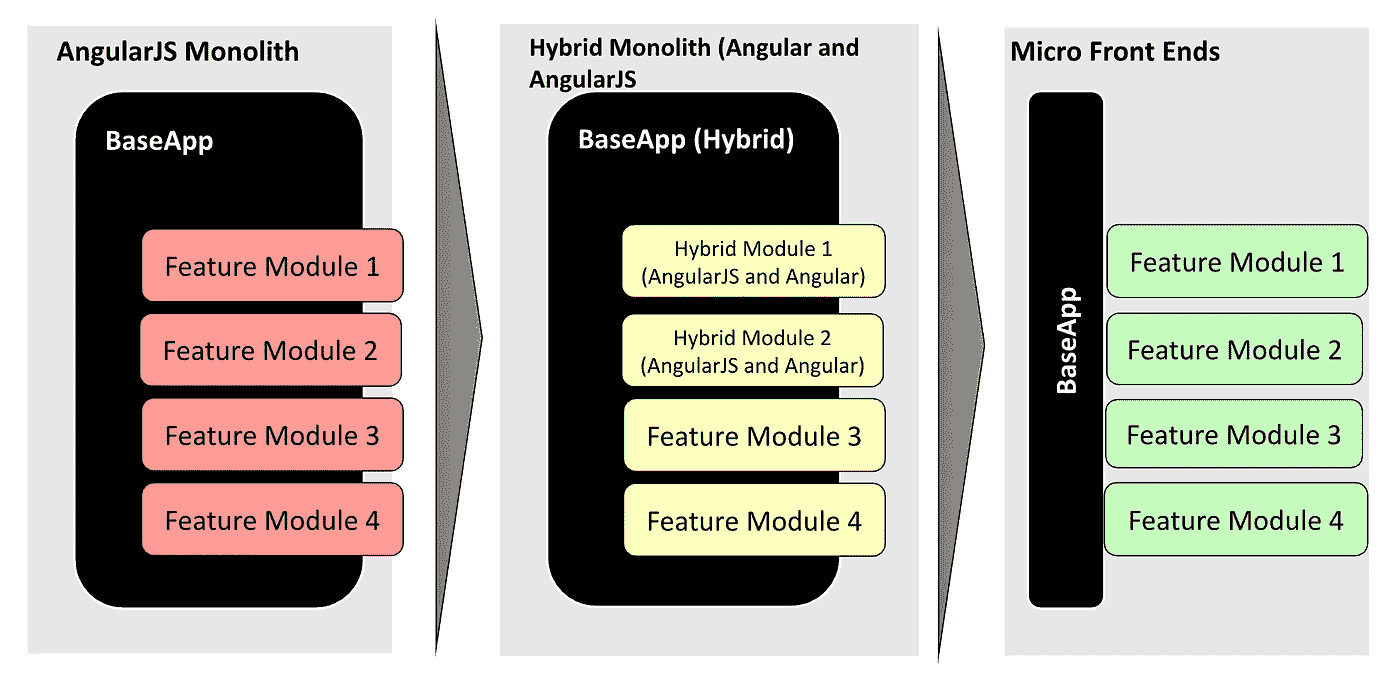 AngularJS Monolith
BaseApp
Feature Module 1
Feature Module 2
Feature Module 3
Feature Module 4
Hybrid Monolith (Angular and
AngularJS
BaseApp (Hybrid)
Hybrid Module 1
(AngularJS and Angular)
Hybrid Module 2
(AngularJS and Angular)
Feature Module 3
Feature Module 4
Micro Front Ends
BaseApp
Feature Module 1
Feature Module 2
Feature Module 3
Feature Module 4